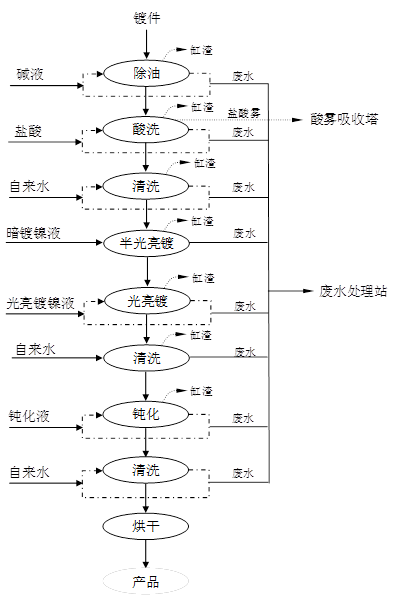 镀件
缸渣
碱液
除油
废水
缸渣
盐酸雾
盐酸
酸洗
废水
酸雾吸收塔
缸渣
自来水
清洗
废水
缸渣
暗镀镍液
半光亮镀
废水
缸渣
废水处理站
光亮镀镍液
光亮镀
废水
缸渣
自来水
清洗
废水
缸渣
钝化液
钝化
废水
自来水
清洗
废水
烘干
产品